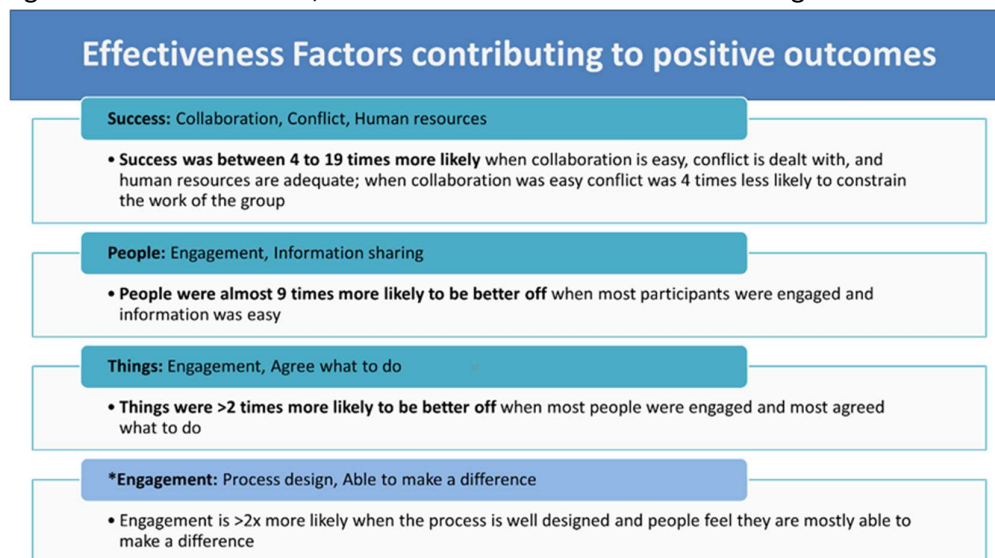 Effectiveness Factors contributing to positive outcomes
Success: Collaboration, Conflict, Human resources
• Success was between 4 to 19 times more likely when collaboration is easy, conflict is dealt with, and
human resources are adequate; when collaboration was easy conflict was 4 times less likely to constrain
the work of the group
People: Engagement, Information sharing
• People were almost 9 times more likely to be better off when most participants were engaged and
information was easy
Things: Engagement, Agree what to do
• Things were >2 times more likely to be better off when most people were engaged and most agreed
what to do
*Engagement: Process design, Able to make a difference
• Engagement is >2x more likely when the process is well designed and people feel they are mostly able to
make a difference